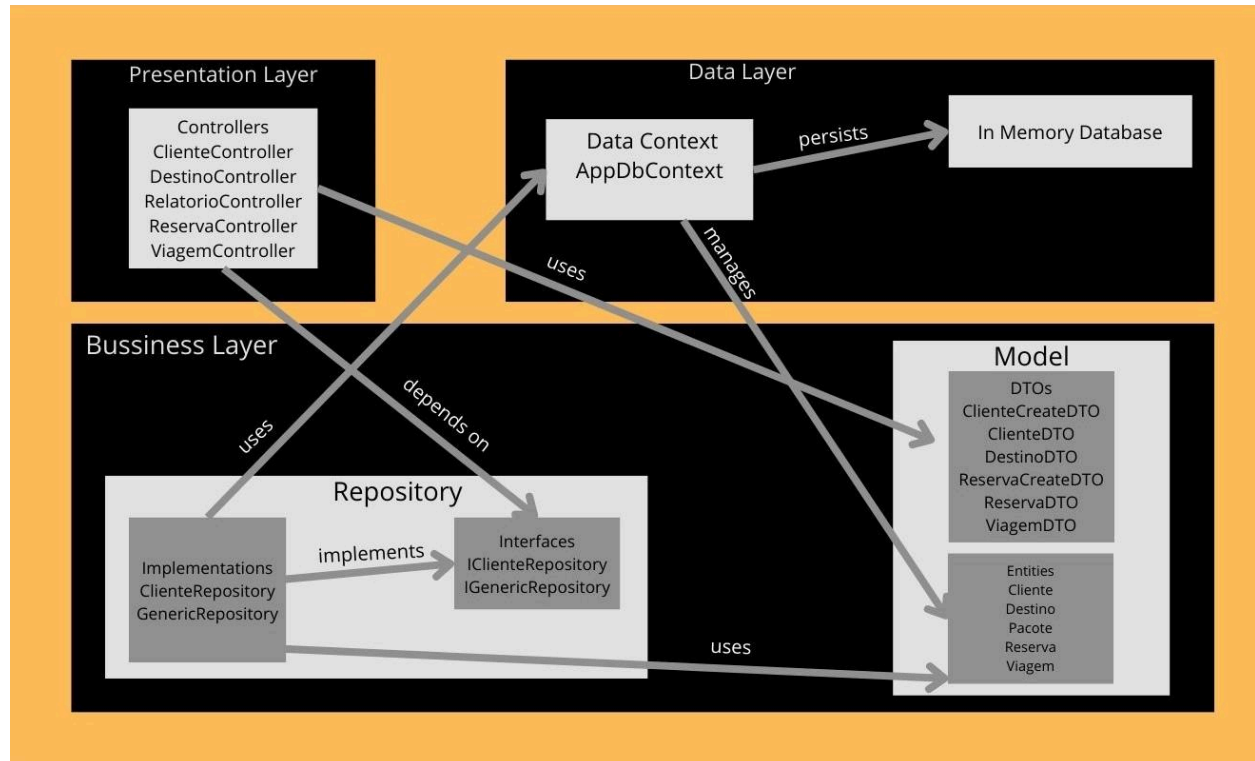 Presentation Layer
Controllers
ClienteController
DestinoController
RelatorioController
ReservaController
ViagemController
Data Layer
Data Context
AppDbContext
persists
In Memory Database
manages
uses
Bussiness Layer
depends on
uses
Repository
Implementations
ClienteRepository
GenericRepository
implements
Interfaces
IClienteRepository
IGenericRepository
uses
Model
DTOs
ClienteCreateDTO
ClienteDTO
DestinoDTO
ReservaCreateDTO
ReservaDTO
ViagemDTO
Entities
Cliente
Destino
Pacote
Reserva
Viagem